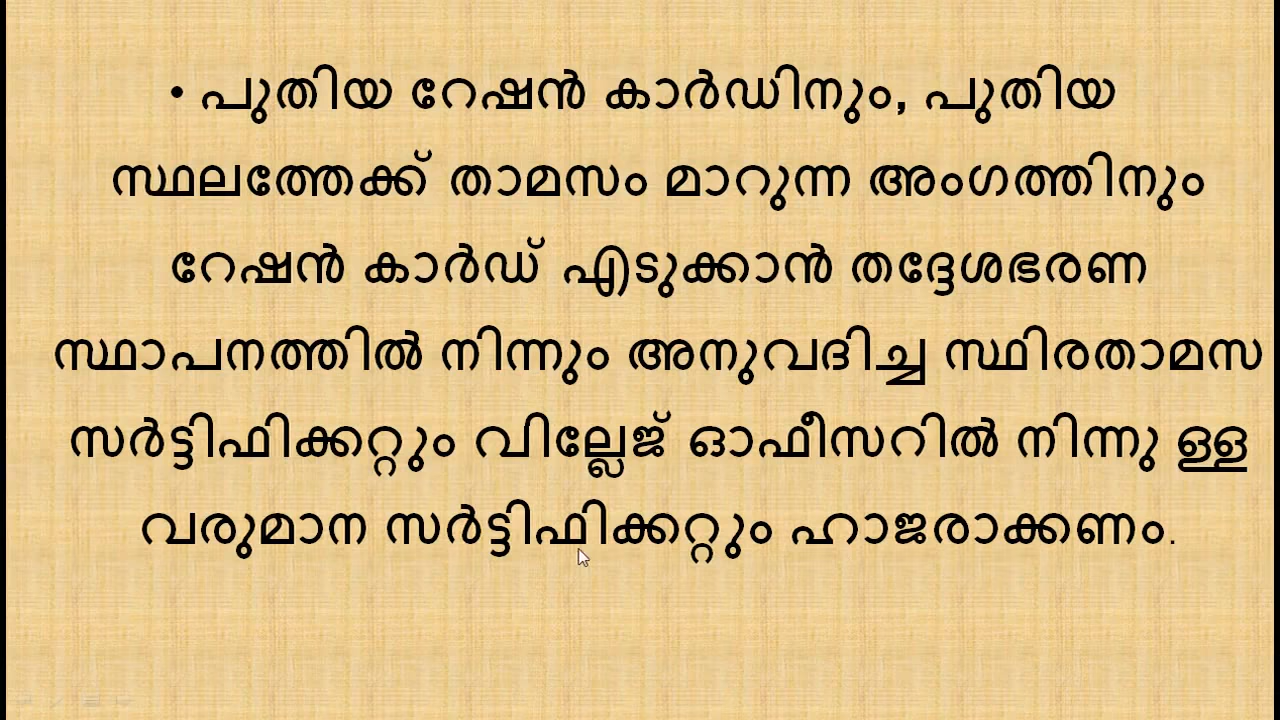 • പുതിയ റേഷൻ കാർഡിനും, പുതിയ
സ്ഥലത്തേക്ക് താമസം മാറുന്ന അംഗത്തിനും
റേഷൻ കാർഡ് എടുക്കാൻ തദ്ദേശഭരണ
സ്ഥാപനത്തിൽ നിന്നും അനുവദിച്ച സ്ഥിരതാമസ
സർട്ടിഫിക്കറ്റും വില്ലേജ് ഓഫീസറിൽ നിന്നു ള്ള
വരുമാന സർട്ടിഫിക്കറ്റും ഹാജരാക്കണം.